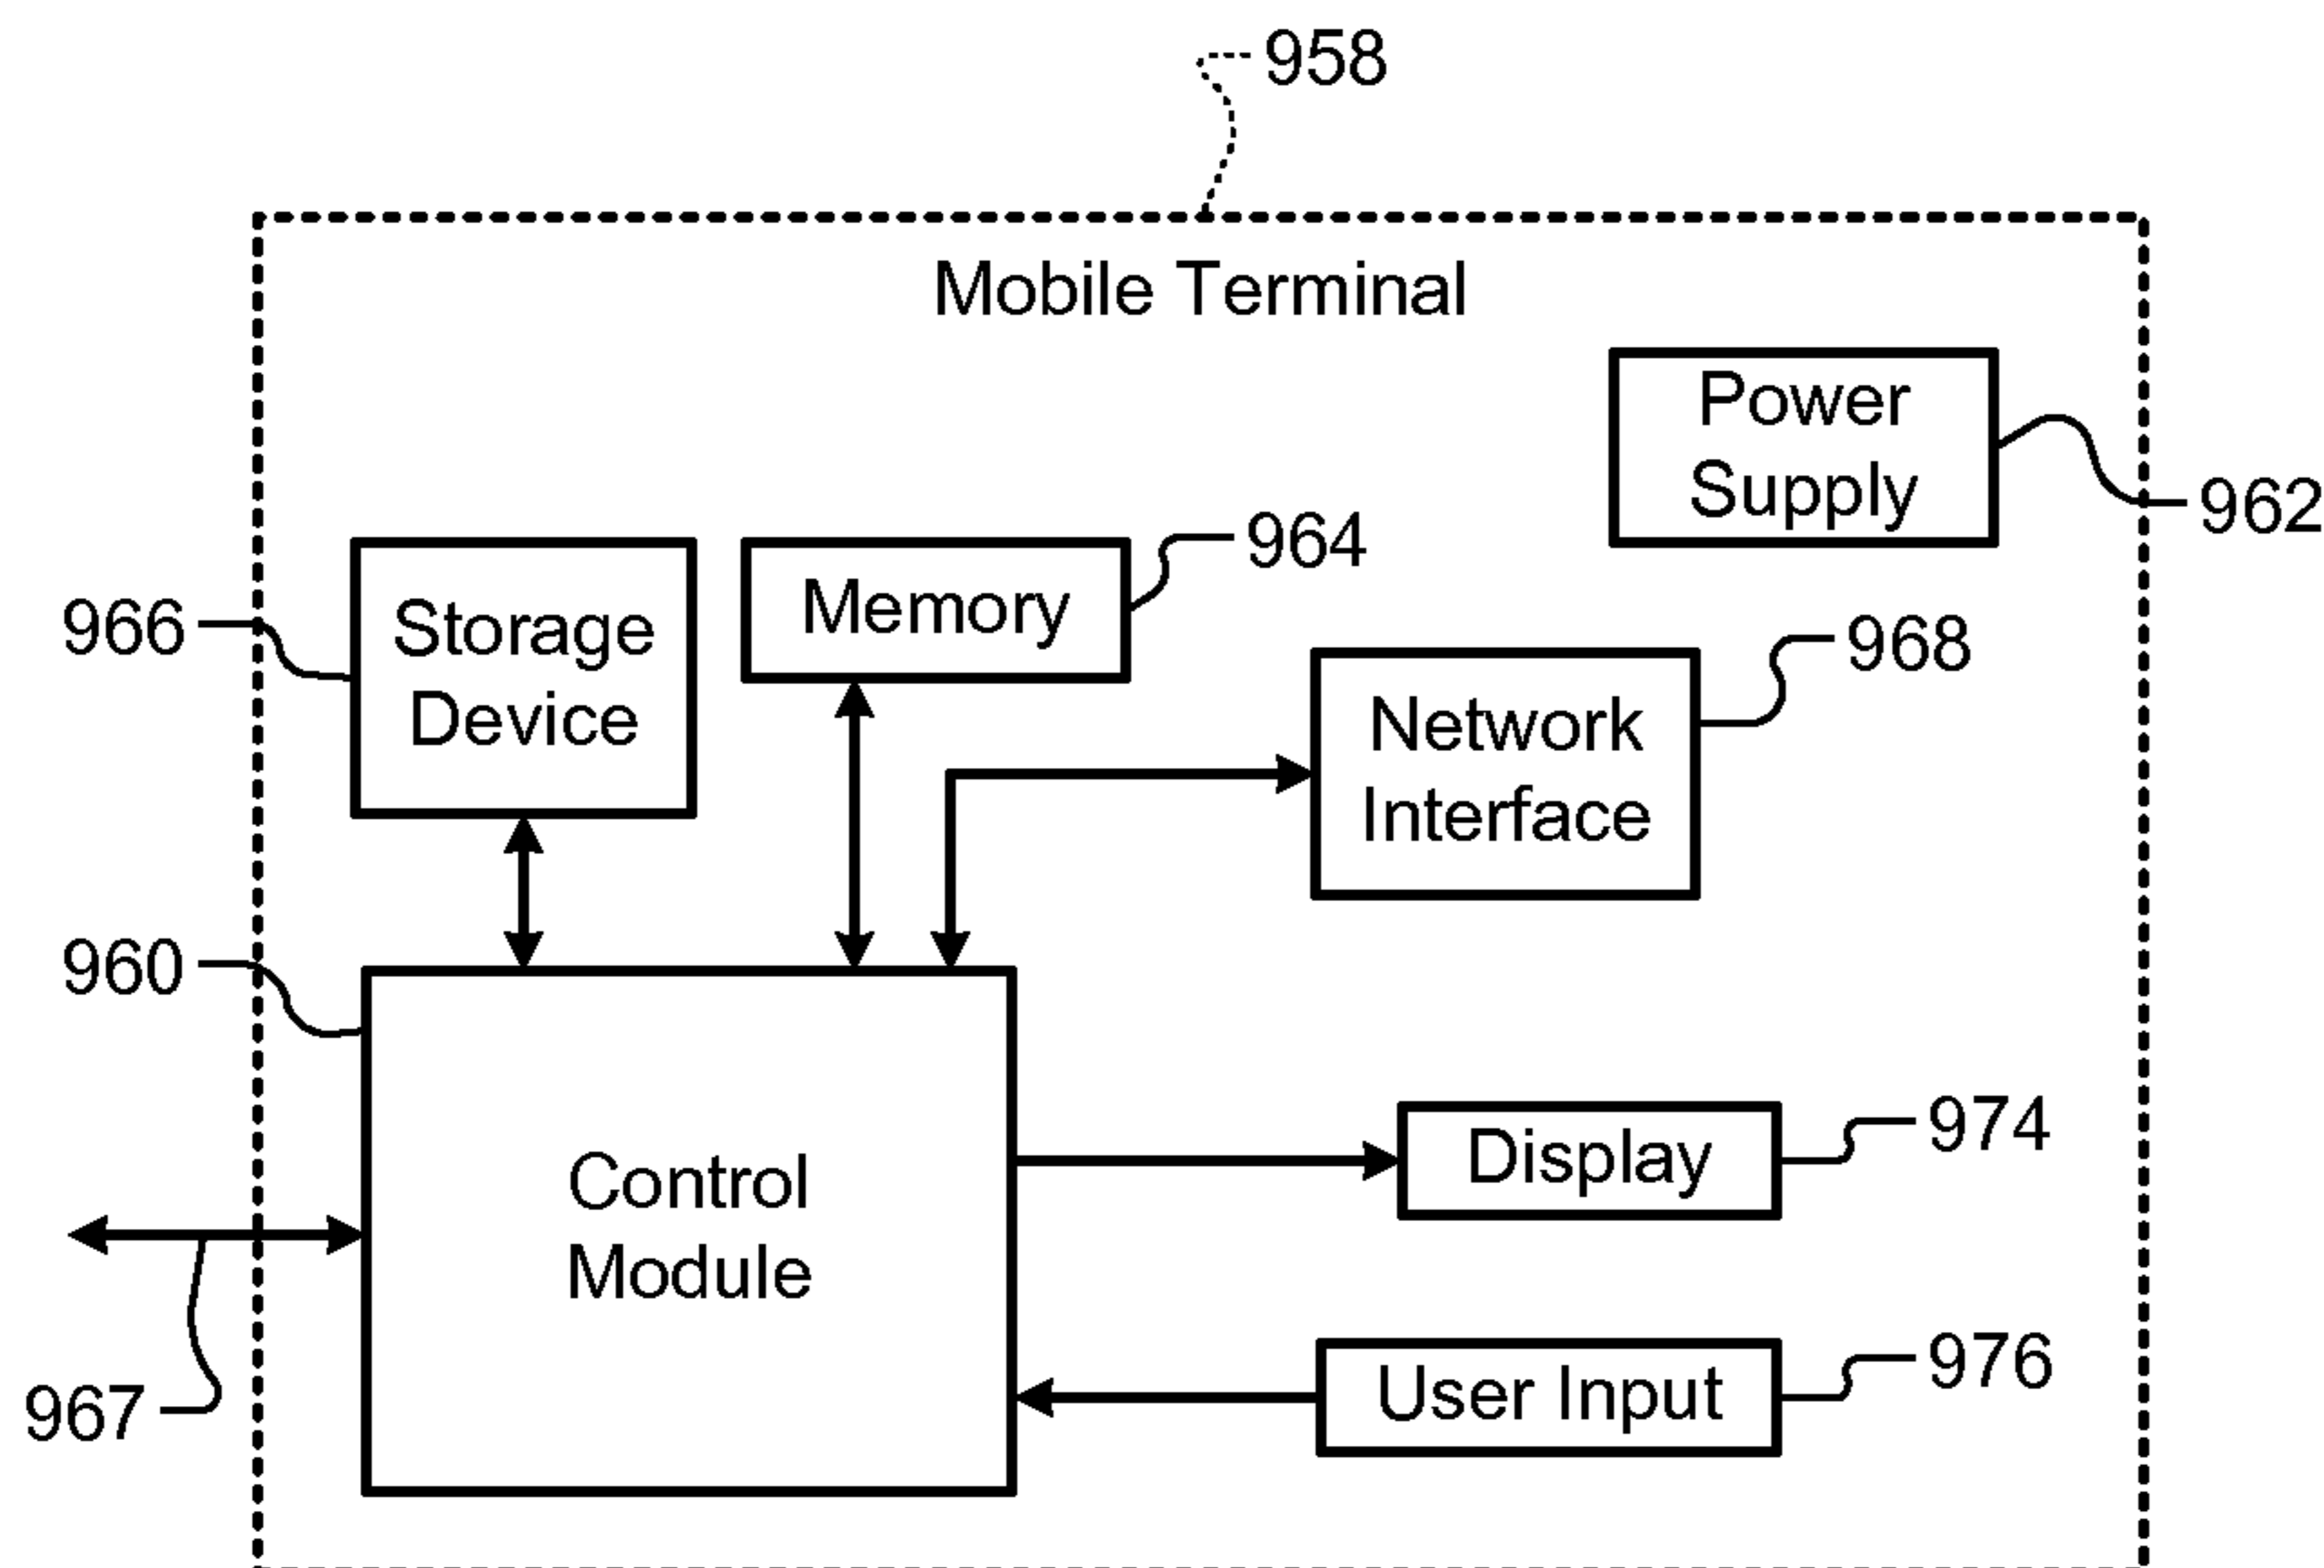 958
Mobile Terminal
Power
Supply
962
964
Memory
966
Storage
Device
968
Network
Interface
960
Control
Module
974
Display
967
976
User Input